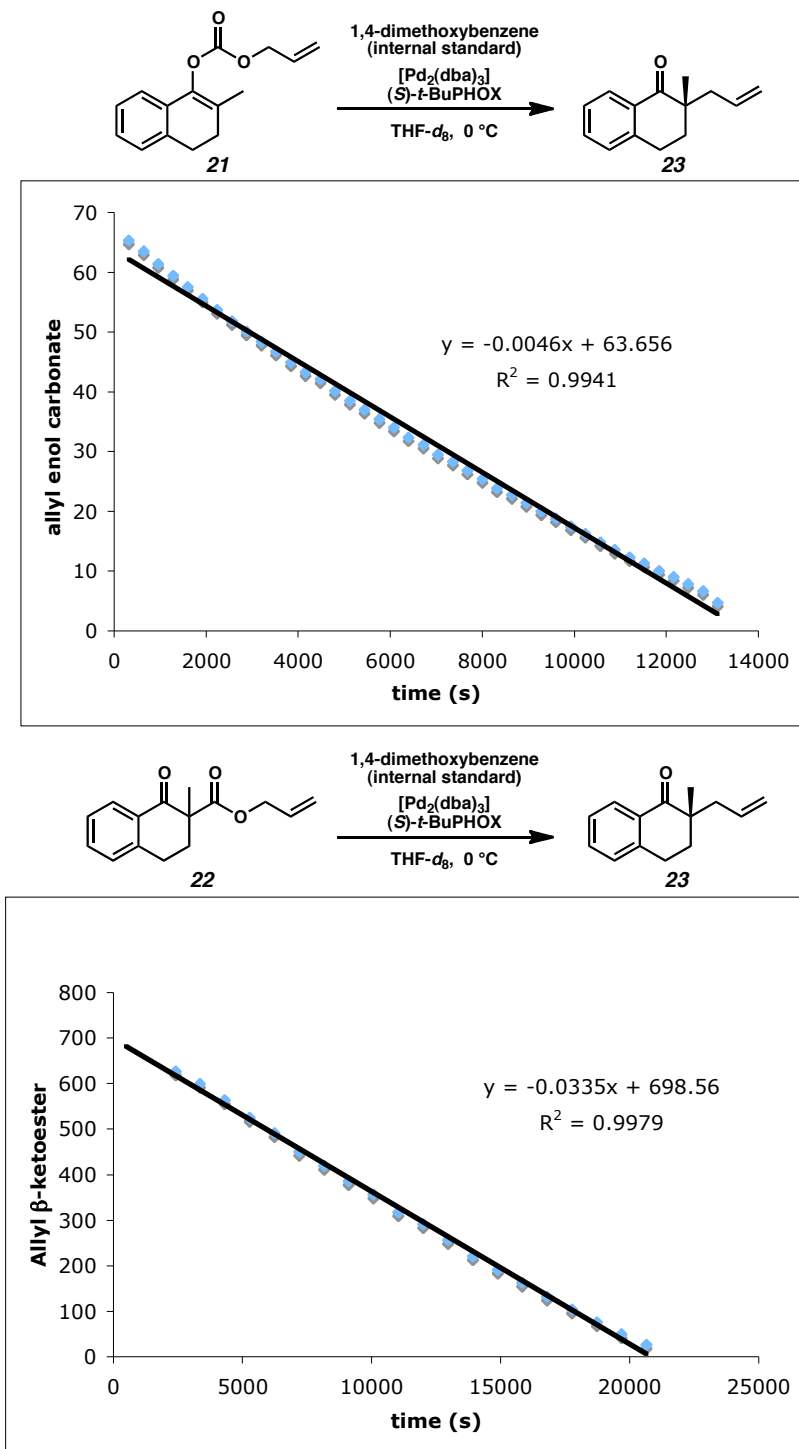 O
O
O
21
1,4-dimethoxybenzene
(internal standard)
[Pd2(dba)3]
(S)-t-BuPHOX
THF-d8, 0 °C
O
23
allyl enol carbonate
70
60
50
40
30
20
10
0
y = -0.0046x + 63.656
R² = 0.9941
0 2000 4000 6000 8000 10000 12000 14000
time (s)
O O
O
22
1,4-dimethoxybenzene
(internal standard)
[Pd2(dba)3]
(S)-t-BuPHOX
THF-d8, 0 °C
O
23
Allyl β-ketoester
800
700
600
500
400
300
200
100
0
y = -0.0335x + 698.56
R² = 0.9979
0 5000 10000 15000 20000 25000
time (s)